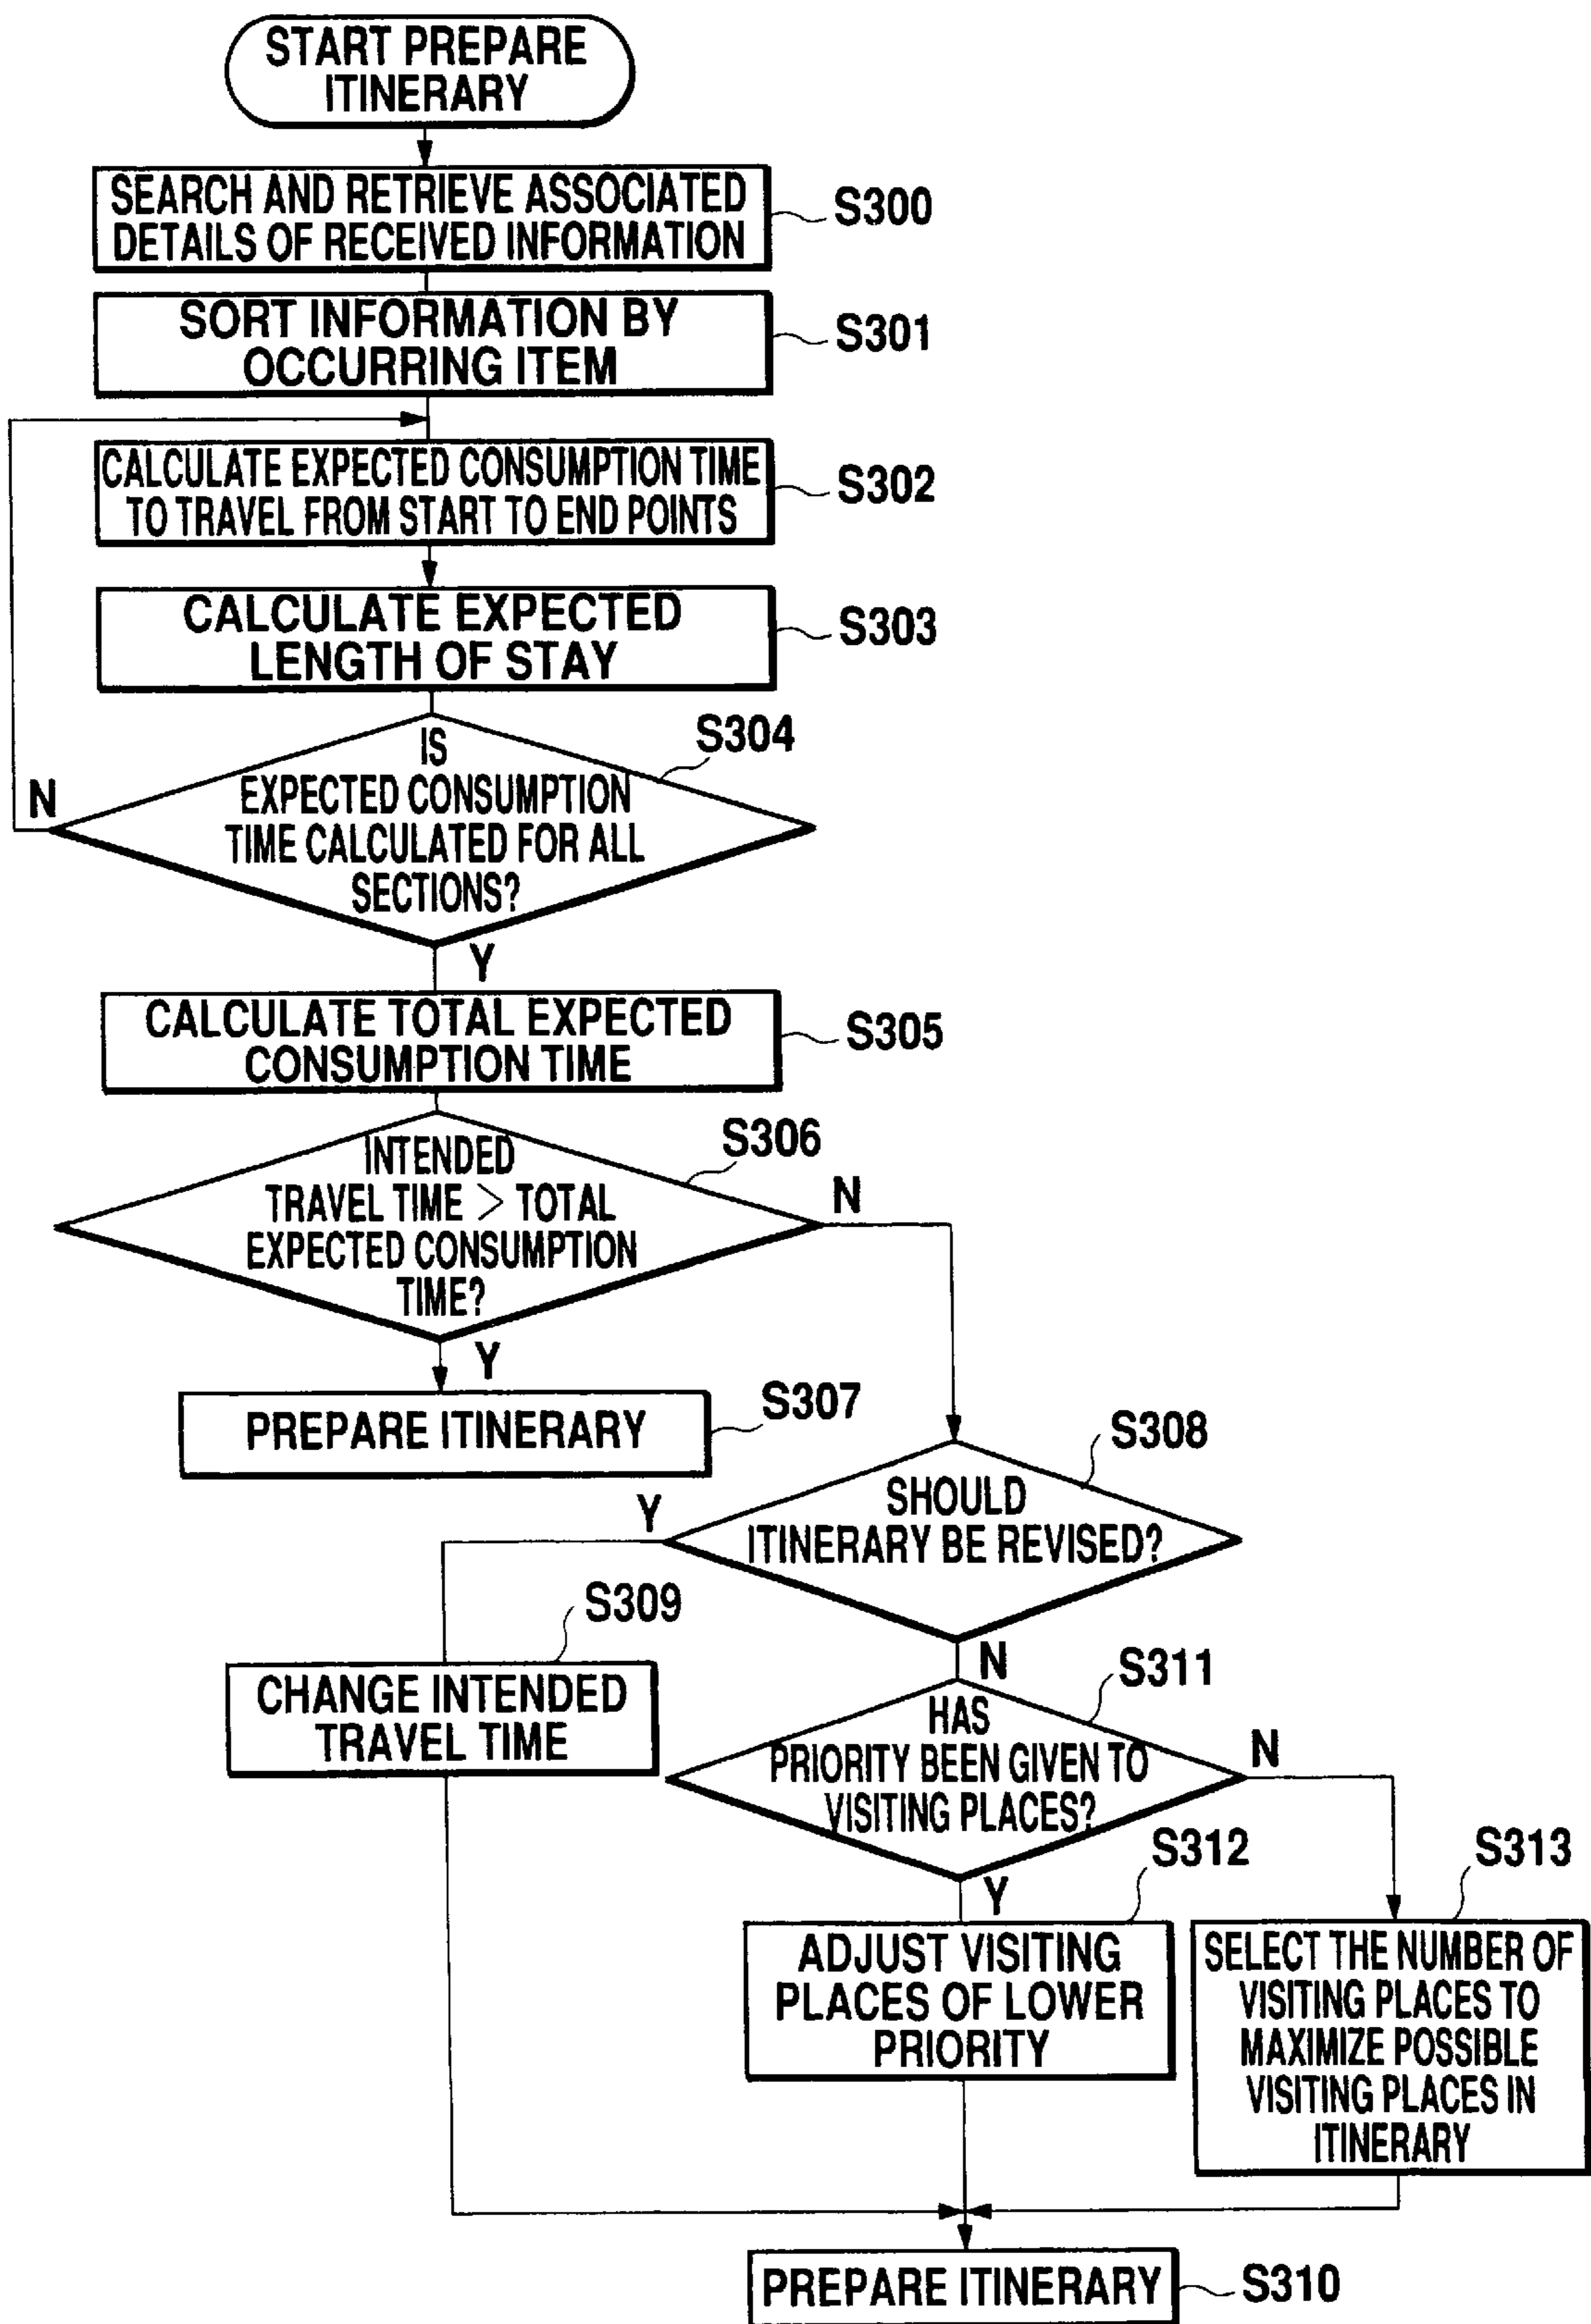 START PREPARE
ITINERARY
SEARCH AND RETRIEVE ASSOCIATED
DETAILS OF RECEIVED INFORMATION
S300
SORT INFORMATION BY
OCCURRING ITEM
S301
CALCULATE EXPECTED CONSUMPTION TIME
TO TRAVEL FROM START TO END POINTS
S302
CALCULATE EXPECTED
LENGTH OF STAY
S303
S304
IS
EXPECTED CONSUMPTION
TIME CALCULATED FOR ALL
SECTIONS?
N
Y
CALCULATE TOTAL EXPECTED
CONSUMPTION TIME
S305
S306
INTENDED
TRAVEL TIME > TOTAL
EXPECTED CONSUMPTION
TIME?
N
Y
PREPARE ITINERARY
S307
S308
SHOULD
ITINERARY BE REVISED?
Y
N
S309
CHANGE INTENDED
TRAVEL TIME
S311
HAS
PRIORITY BEEN GIVEN TO
VISITING PLACES?
N
Y
S312
ADJUST VISITING
PLACES OF LOWER
PRIORITY
S313
SELECT THE NUMBER OF
VISITING PLACES TO
MAXIMIZE POSSIBLE
VISITING PLACES IN
ITINERARY
PREPARE ITINERARY
S310